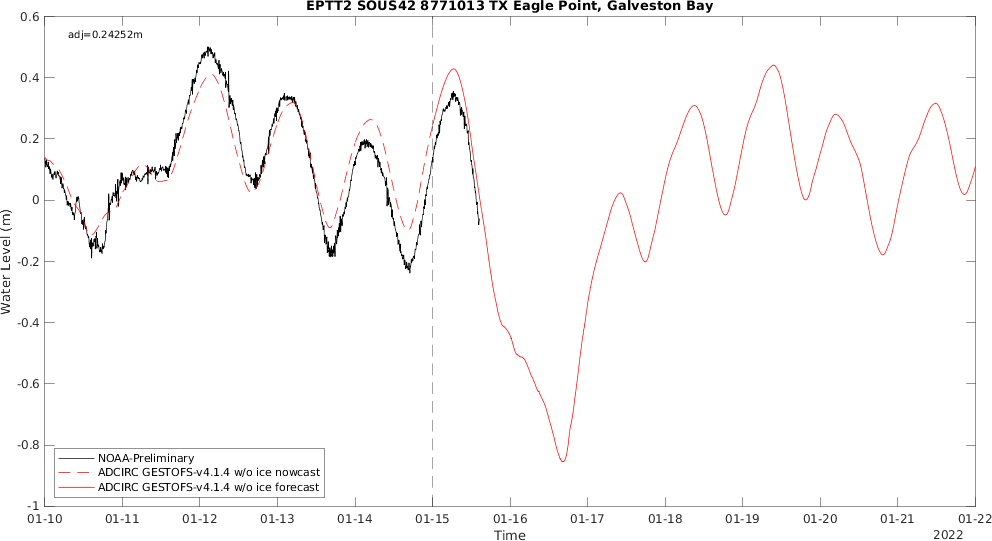 EPTT2 SOUS42 8771013 TX Eagle Point, Galveston Bay
adj=0.24252m
0.6
0.4
0.2
0
-0.2
-0.4
-0.6
-0.8
-1
Water Level (m)
NOAA-Preliminary
ADCIRC GESTOFS-v4.1.4 w/o ice nowcast
ADCIRC GESTOFS-v4.1.4 w/o ice forecast
01-10 01-11 01-12 01-13 01-14 01-15 01-16 01-17 01-18 01-19 01-20 01-21 01-22
Time
2022